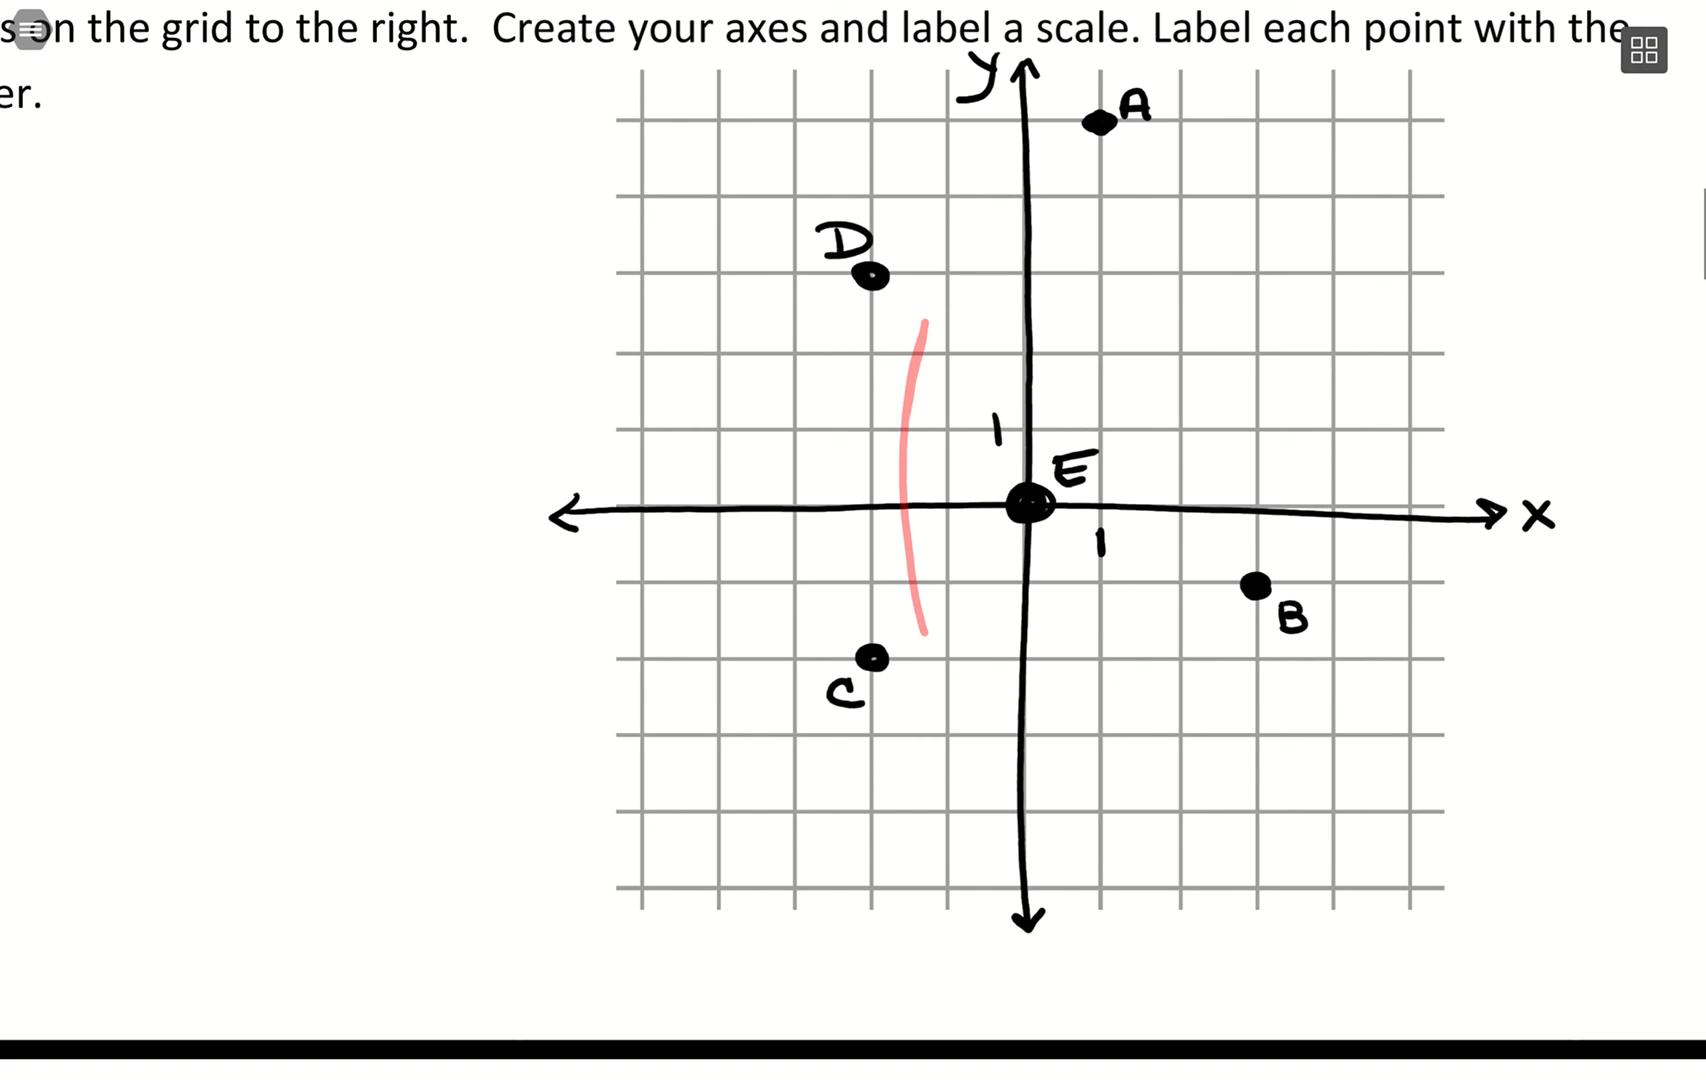 s on the grid to the right. Create your axes and label a scale. Label each point with the
er.
y
A
D
1
E
x
1
B
C